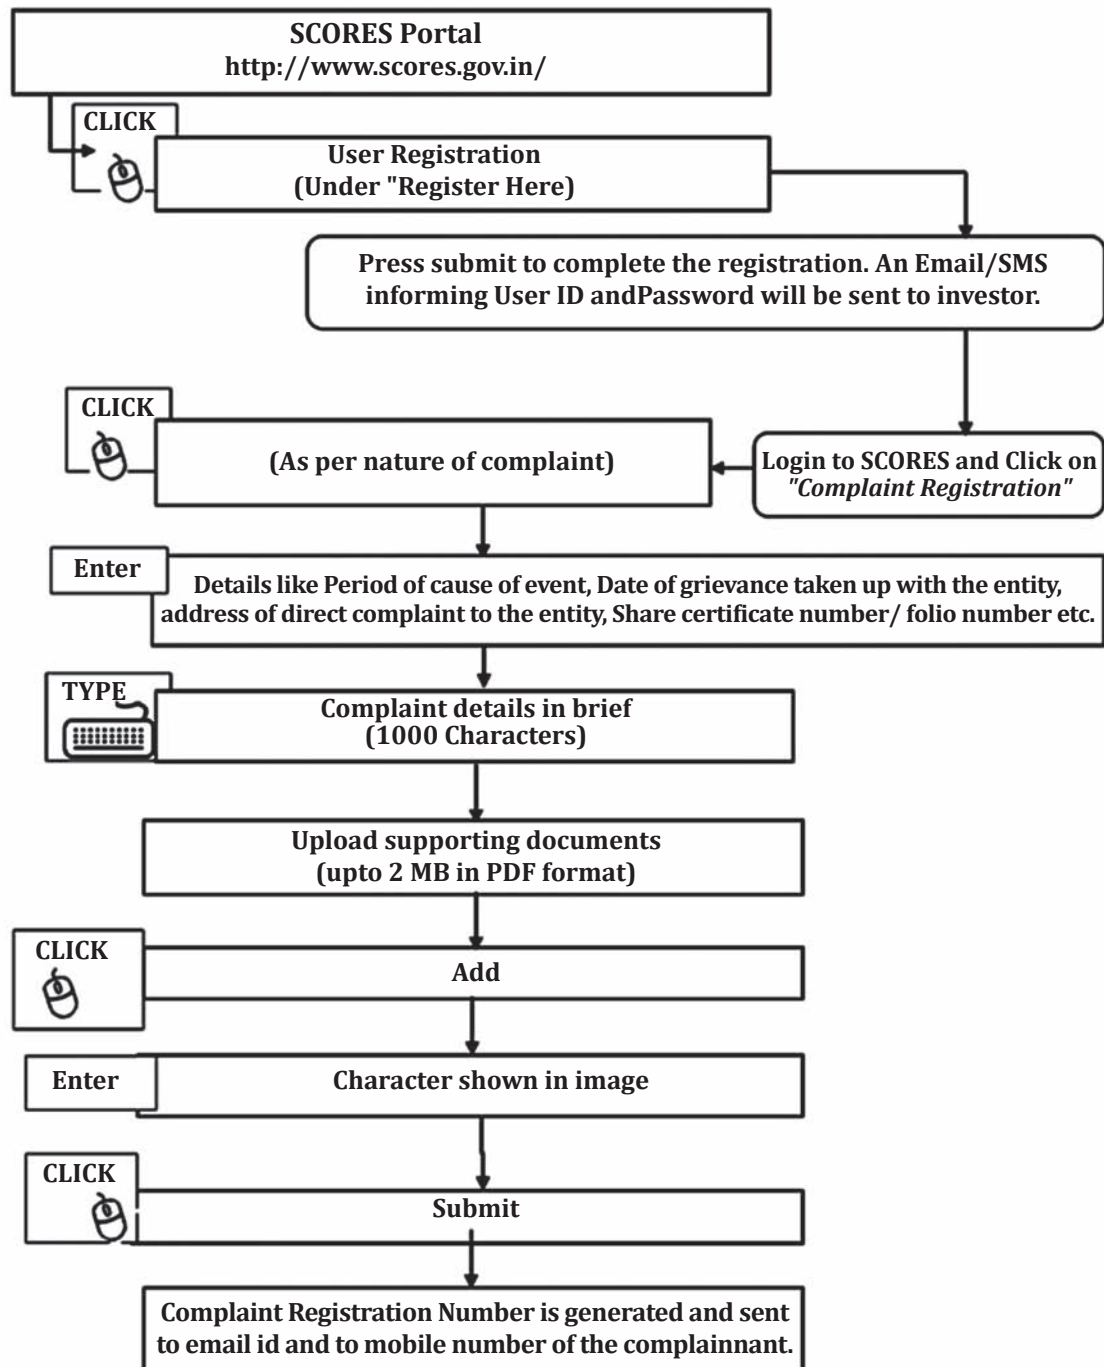 SCORES Portal
http://www.scores.gov.in/
CLICK
User Registration
(Under "Register Here)
Press submit to complete the registration. An Email/SMS
informing User ID andPassword will be sent to investor.
Login to SCORES and Click on
"Complaint Registration"
CLICK
(As per nature of complaint)
Enter
Details like Period of cause of event, Date of grievance taken up with the entity,
address of direct complaint to the entity, Share certificate number/ folio number etc.
TYPE
Complaint details in brief
(1000 Characters)
Upload supporting documents
(upto 2 MB in PDF format)
CLICK
Add
Enter
Character shown in image
CLICK
Submit
Complaint Registration Number is generated and sent
to email id and to mobile number of the complainnant.